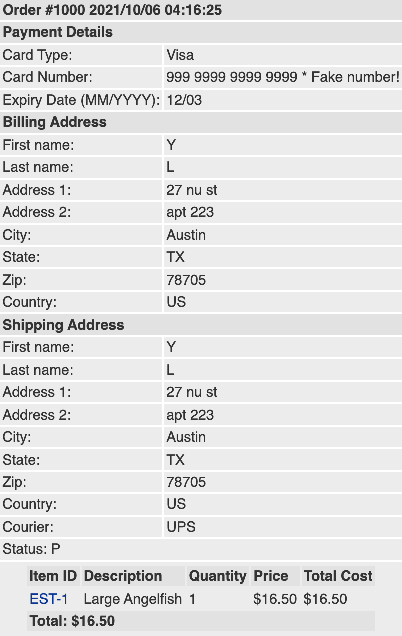 Order #1000 2021/10/06 04:16:25
Payment Details
Card Type: Visa
Card Number: 999 9999 9999 9999 * Fake number!
Expiry Date (MM/YYYY): 12/03
Billing Address
First name: Y
Last name: L
Address 1: 27 nu st
Address 2: apt 223
City: Austin
State: TX
Zip: 78705
Country: US
Shipping Address
First name: Y
Last name: L
Address 1: 27 nu st
Address 2: apt 223
City: Austin
State: TX
Zip: 78705
Country: US
Courier: UPS
Status: P
Item ID Description Quantity Price Total Cost
EST-1 Large Angelfish 1 $16.50 $16.50
Total: $16.50